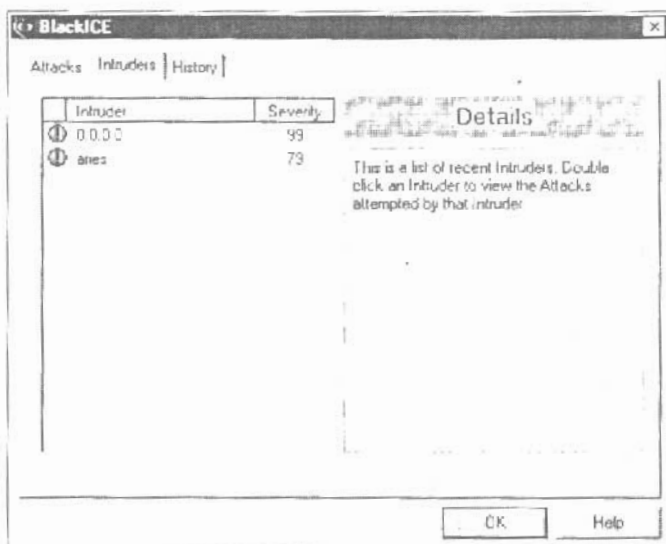 BlackICE
Attacks Intruders History
Intruder Severity
0.0.0.0 99
aries 79
Details
This is a list of recent Intruders. Double
click an Intruder to view the Attacks
attempted by that intruder
OK Help